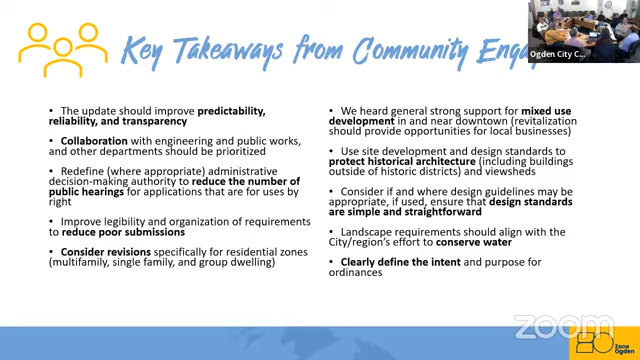 Key Takeaways from Community Enga
Ogden City C...
• The update should improve predictability,
reliability, and transparency
• Collaboration with engineering and public works,
and other departments should be prioritized
• Redefine (where appropriate) administrative
decision-making authority to reduce the number of
public hearings for applications that are for uses by
right
• Improve legibility and organization of requirements
to reduce poor submissions
• Consider revisions specifically for residential zones
(multifamily, single family, and group dwelling)
• We heard general strong support for mixed use
development in and near downtown (revitalization
should provide opportunities for local businesses)
• Use site development and design standards to
protect historical architecture (including buildings
outside of historic districts) and viewsheds
• Consider if and where design guidelines may be
appropriate, if used, ensure that design standards
are simple and straightforward
• Landscape requirements should align with the
City/region's effort to conserve water
• Clearly define the intent and purpose for
ordinances
zoom
Zone
Ogden